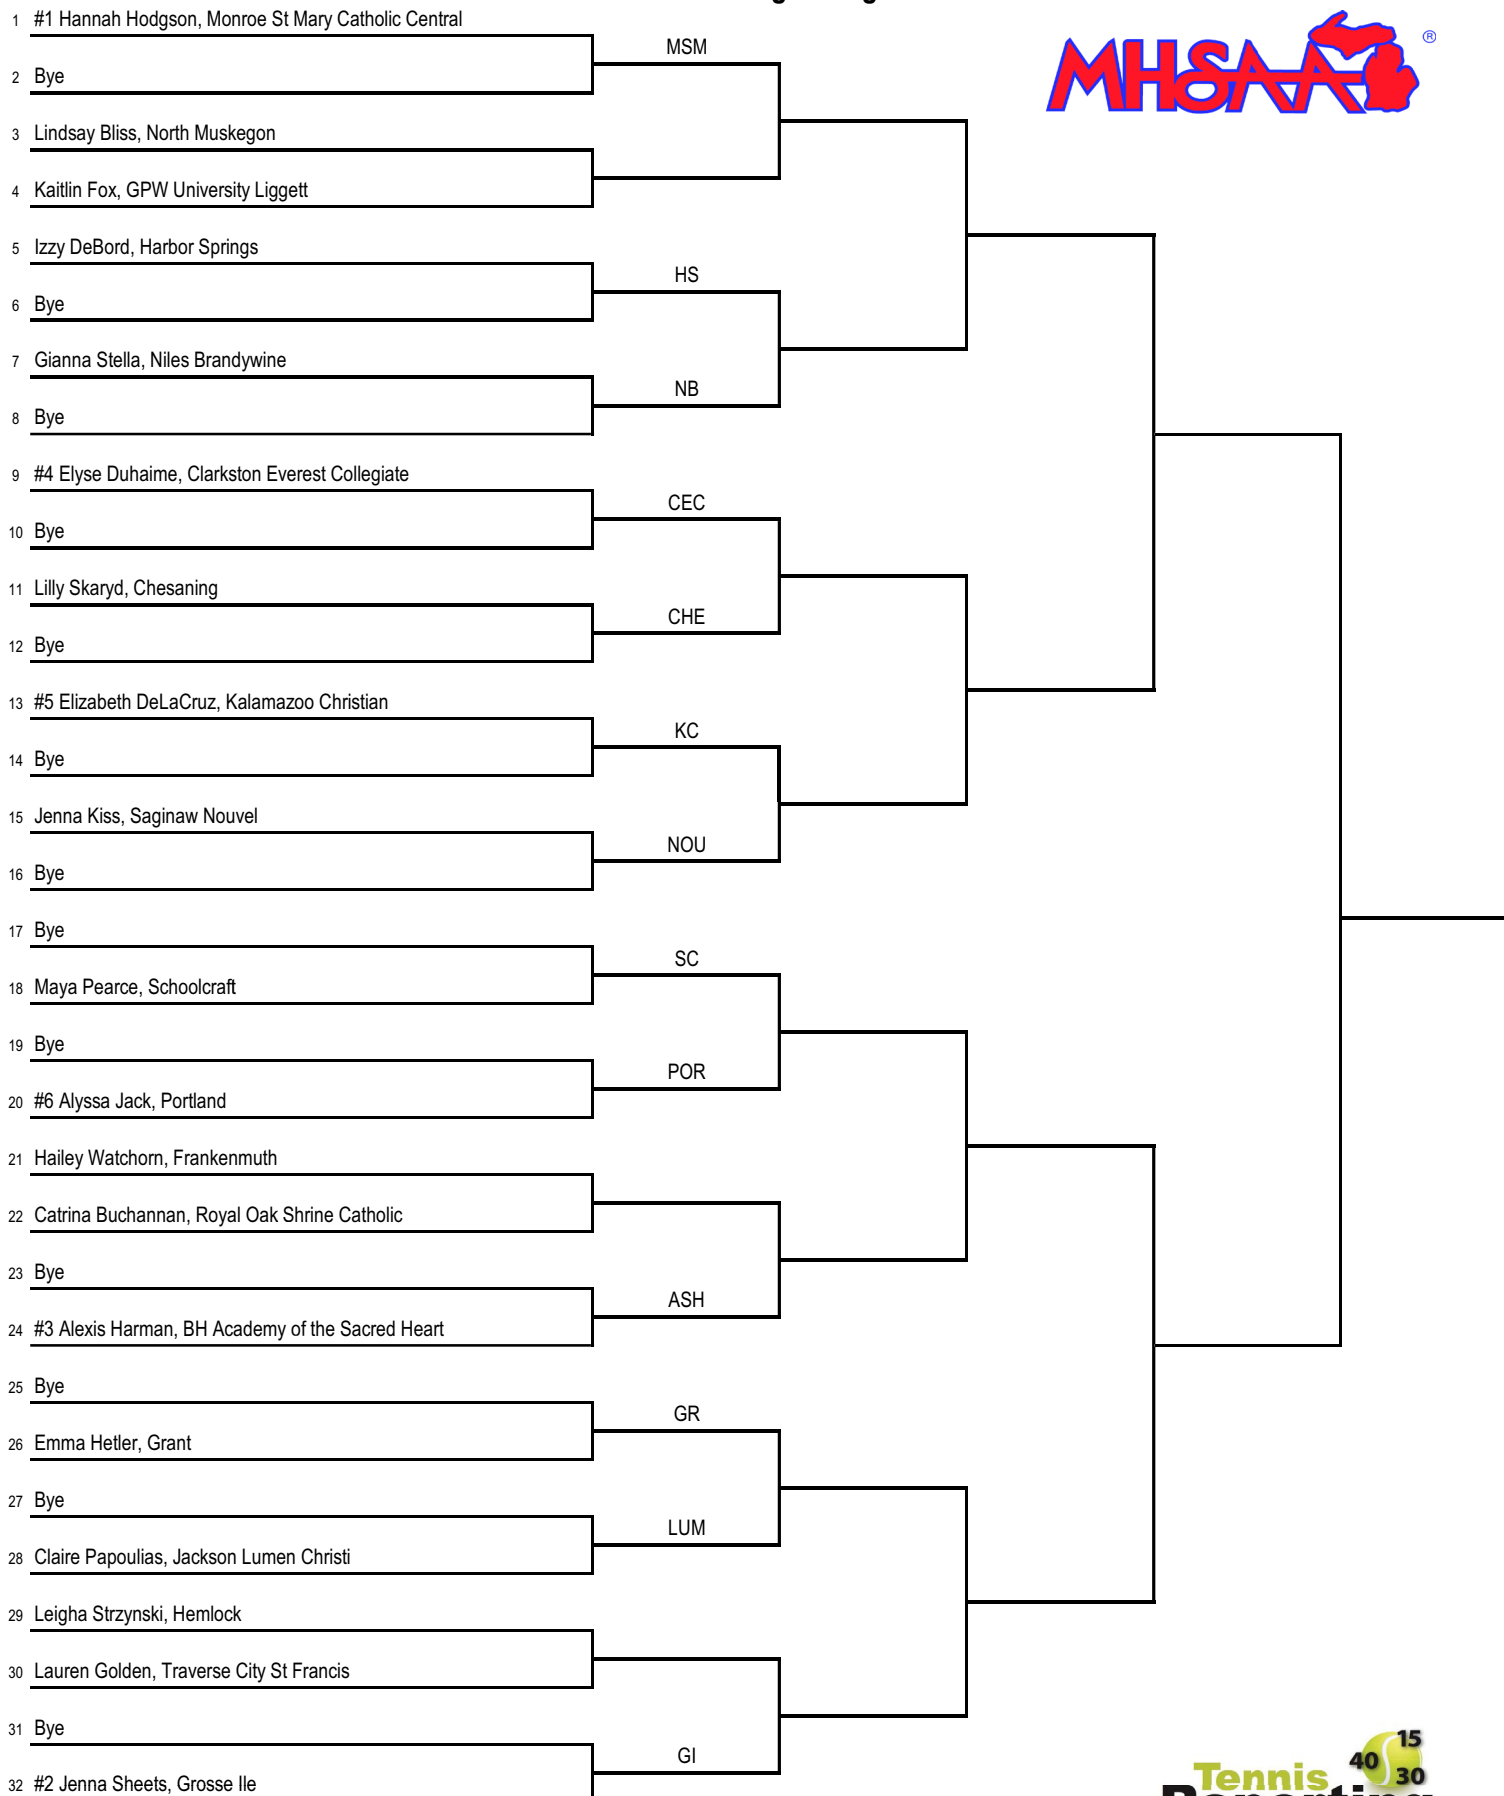 1 #1 Hannah Hodgson, Monroe St Mary Catholic Central
MSM
MHSAA ®
2 Bye
3 Lindsay Bliss, North Muskegon
4 Kaitlin Fox, GPW University Liggett
5 Izzy DeBord, Harbor Springs
HS
6 Bye
7 Gianna Stella, Niles Brandywine
NB
8 Bye
9 #4 Elyse Duhaime, Clarkston Everest Collegiate
CEC
10 Bye
11 Lilly Skaryd, Chesaning
CHE
12 Bye
13 #5 Elizabeth DeLaCruz, Kalamazoo Christian
KC
14 Bye
15 Jenna Kiss, Saginaw Nouvel
NOU
16 Bye
17 Bye
SC
18 Maya Pearce, Schoolcraft
19 Bye
POR
20 #6 Alyssa Jack, Portland
21 Hailey Watchorn, Frankenmuth
22 Catrina Buchannan, Royal Oak Shrine Catholic
23 Bye
ASH
24 #3 Alexis Harman, BH Academy of the Sacred Heart
25 Bye
GR
26 Emma Hetler, Grant
27 Bye
LUM
28 Claire Papoulias, Jackson Lumen Christi
29 Leigha Strzynski, Hemlock
30 Lauren Golden, Traverse City St Francis
31 Bye
GI
32 #2 Jenna Sheets, Grosse Ile
15
40
30
Tennis
Reporting